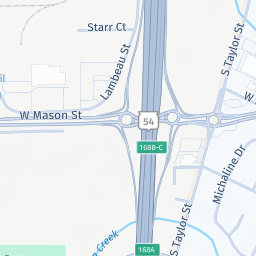 Starr Ct
Lambeau St
S Taylor St
W Mason St
54
W
168B-C
Michaline Dr
Creek
S Taylor St
168A